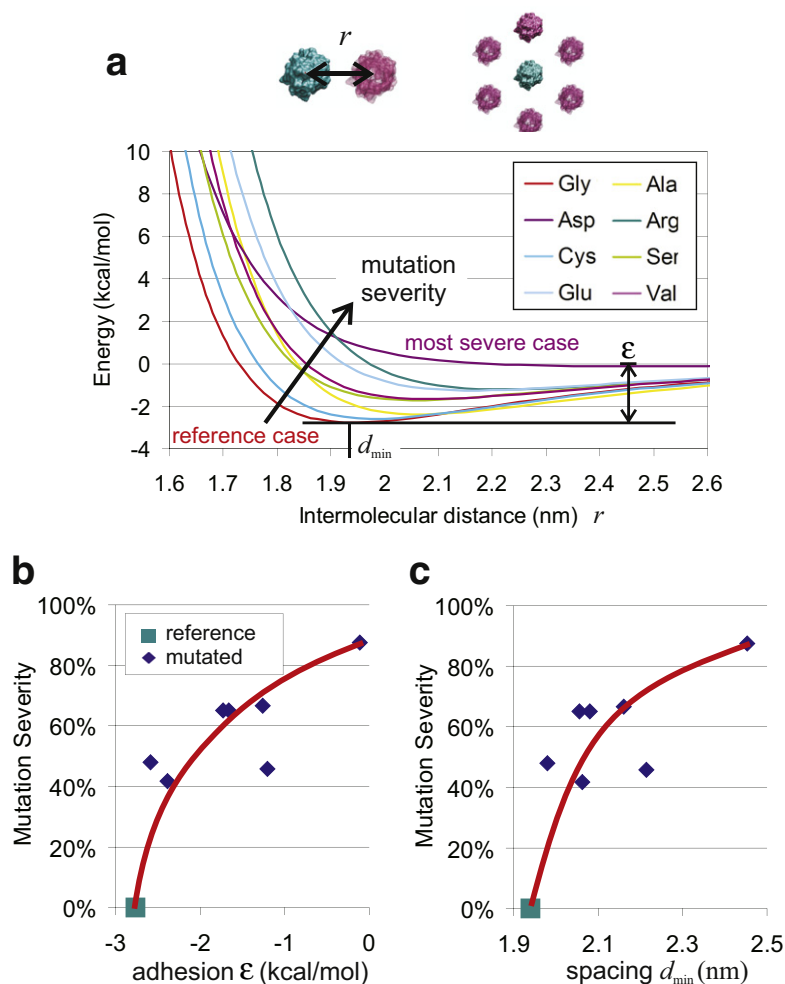 a
r
10
8
6
4
2
0
-2
-4
Energy (kcal/mol)
Gly
Ala
Asp
Arg
Cys
Ser
Glu
Val
mutation
severity
most severe case
ε
reference case
d min
1.6 1.7 1.8 1.9 2 2.1 2.2 2.3 2.4 2.5 2.6
Intermolecular distance (nm) r
b
100%
80%
60%
40%
20%
0%
Mutation Severity
reference
mutated
-3 -2 -1 0
adhesion ε (kcal/mol)
c
100%
80%
60%
40%
20%
0%
Mutation Severity
1.9 2.1 2.3 2.5
spacing d min (nm)